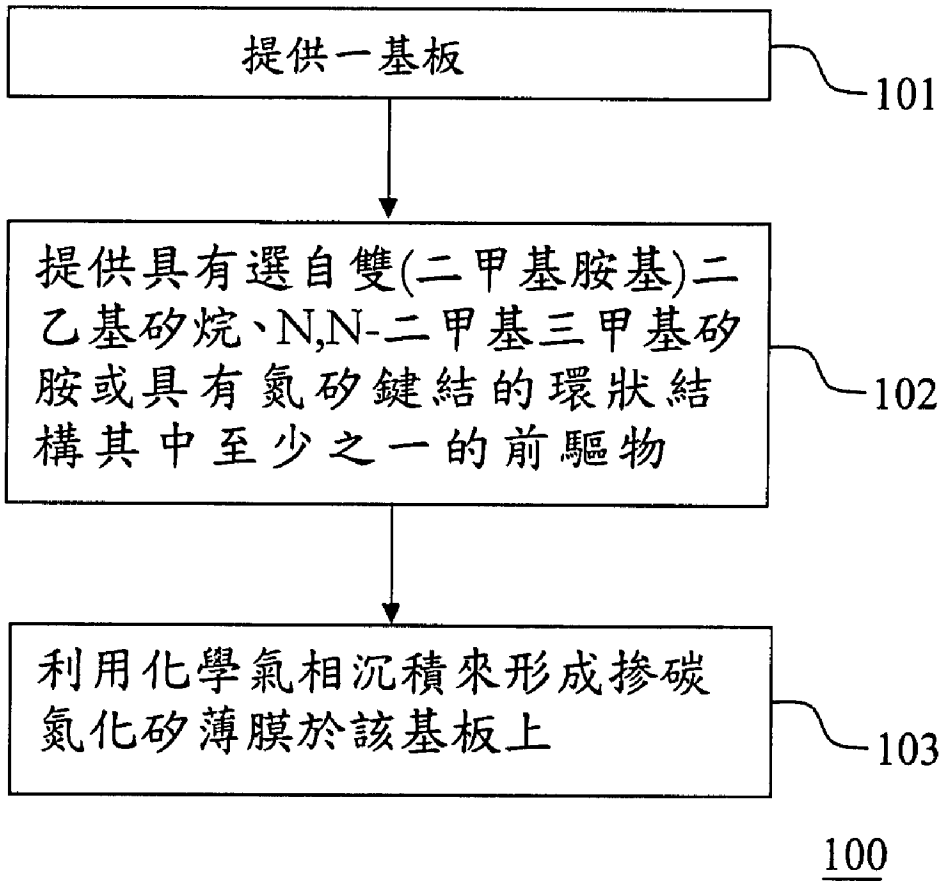 提供一基板
101
提供具有選自雙(二甲基胺基)二
乙基矽烷、N,N-二甲基三甲基矽
胺或具有氮矽鍵結的環狀結
構其中至少之一的前驅物
102
利用化學氣相沉積來形成摻碳
氮化矽薄膜於該基板上
103
100